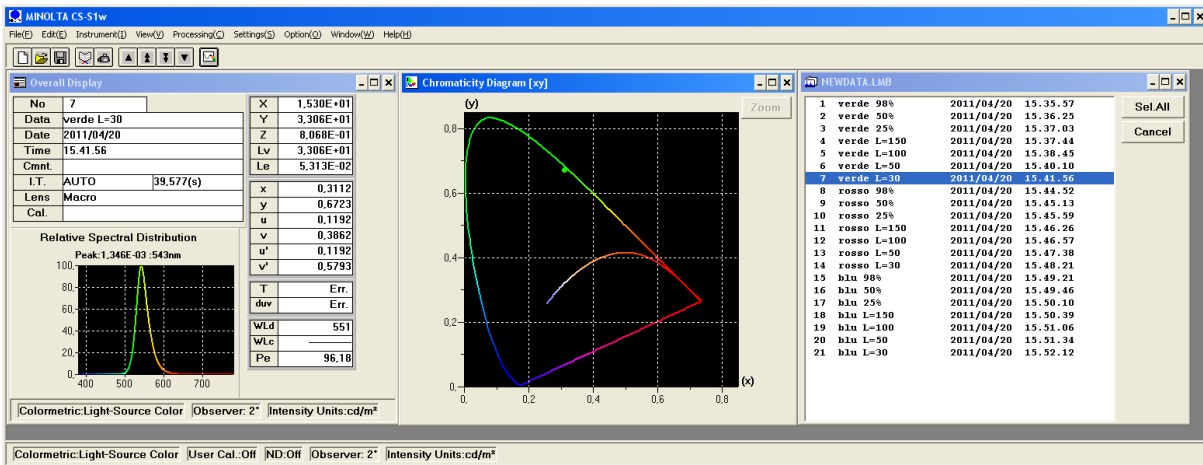 MINOLTA CS-S1w
File(F) Edit(E) Instrument(I) View(V) Processing(C) Settings(S) Option(O) Window(W) Help(H)
Overall Display
No 7
Data verde L=30
Date 2011/04/20
Time 15.41.56
Cmnt.
I.T. AUTO 39,577(s)
Lens Macro
Cal.
X 1,530E+01
Y 3,306E+01
Z 8,068E-01
Lv 3,306E+01
Le 5,313E-02
x 0,3112
y 0,6723
u 0,1192
v 0,3862
u' 0,1192
v' 0,5793
T Err.
duv Err.
WLd 551
WLc ———
Pe 96,18
Relative Spectral Distribution
Peak:1,346E-03 :543nm
100,
80,
60,
40,
20,
0,
400 500 600 700
Colormetric:Light-Source Color Observer: 2° Intensity Units:cd/m²
Chromaticity Diagram [xy]
Zoom
(y)
0,8
0,6
0,4
0,2
0,
0, 0,2 0,4 0,6 0,8
(x)
NEWDATA.LMB
1 verde 98% 2011/04/20 15.35.57
2 verde 50% 2011/04/20 15.36.25
3 verde 25% 2011/04/20 15.37.03
4 verde L=150 2011/04/20 15.37.44
5 verde L=100 2011/04/20 15.38.45
6 verde L=50 2011/04/20 15.40.10
7 verde L=30 2011/04/20 15.41.56
8 rosso 98% 2011/04/20 15.44.52
9 rosso 50% 2011/04/20 15.45.13
10 rosso 25% 2011/04/20 15.45.59
11 rosso L=150 2011/04/20 15.46.26
12 rosso L=100 2011/04/20 15.46.57
13 rosso L=50 2011/04/20 15.47.38
14 rosso L=30 2011/04/20 15.48.21
15 blu 98% 2011/04/20 15.49.21
16 blu 50% 2011/04/20 15.49.46
17 blu 25% 2011/04/20 15.50.10
18 blu L=150 2011/04/20 15.50.39
19 blu L=100 2011/04/20 15.51.06
20 blu L=50 2011/04/20 15.51.34
21 blu L=30 2011/04/20 15.52.12
Sel.All
Cancel
Colormetric:Light-Source Color User Cal.:Off ND:Off Observer: 2° Intensity Units:cd/m²